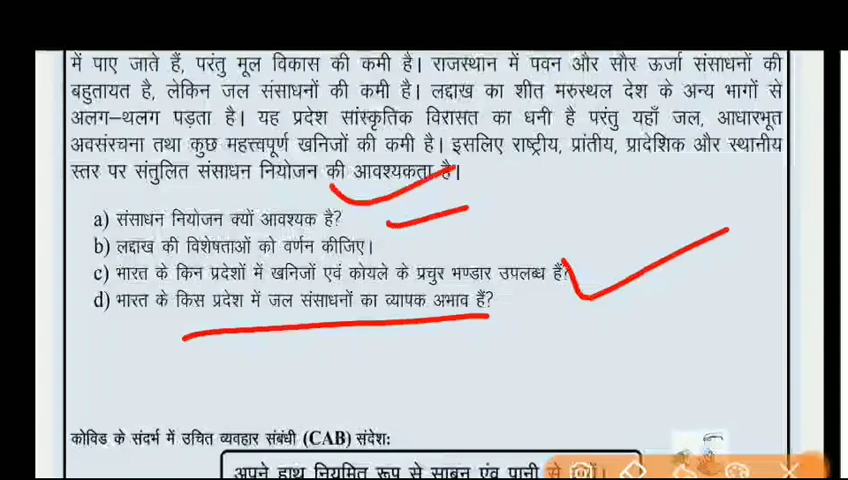 में पाए जाते हैं, परंतु मूल विकास की कमी है। राजस्थान में पवन और सौर ऊर्जा संसाधनों की
बहुतायत है, लेकिन जल संसाधनों की कमी है। लद्दाख का शीत मरुस्थल देश के अन्य भागों से
अलग–थलग पड़ता है। यह प्रदेश सांस्कृतिक विरासत का धनी है परंतु यहाँ जल, आधारभूत
अवसंरचना तथा कुछ महत्त्वपूर्ण खनिजों की कमी है। इसलिए राष्ट्रीय, प्रांतीय, प्रादेशिक और स्थानीय
स्तर पर संतुलित संसाधन नियोजन की आवश्यकता है।
a) संसाधन नियोजन क्यों आवश्यक है?
b) लद्दाख की विशेषताओं को वर्णन कीजिए।
c) भारत के किन प्रदेशों में खनिजों एवं कोयले के प्रचुर भण्डार उपलब्ध हैं?
d) भारत के किस प्रदेश में जल संसाधनों का व्यापक अभाव हैं?
कोविड के संदर्भ में उचित व्यवहार संबंधी (CAB) संदेश:
अपने हाथ नियमित रूप से साबुन एंव पानी से